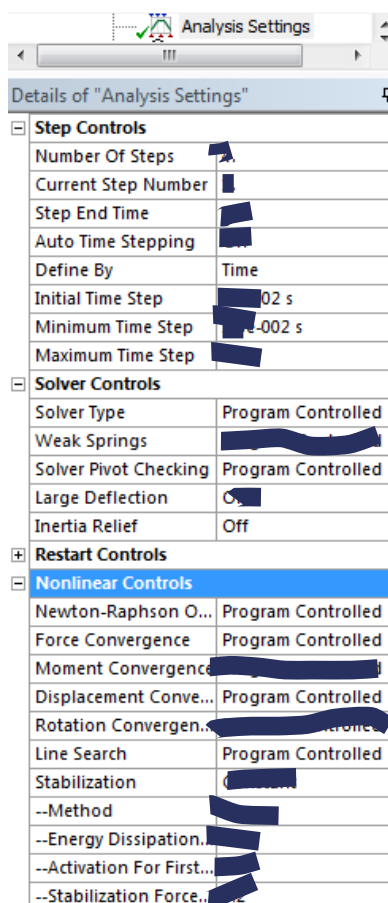 Analysis Settings
Details of "Analysis Settings"
Step Controls
Number Of Steps
Current Step Number
Step End Time
Auto Time Stepping
Define By Time
Initial Time Step 02 s
Minimum Time Step e-002 s
Maximum Time Step
Solver Controls
Solver Type Program Controlled
Weak Springs
Solver Pivot Checking Program Controlled
Large Deflection
Inertia Relief Off
Restart Controls
Nonlinear Controls
Newton-Raphson O... Program Controlled
Force Convergence Program Controlled
Moment Convergence
Displacement Conve... Program Controlled
Rotation Convergen...
Line Search Program Controlled
Stabilization
--Method
--Energy Dissipation...
--Activation For First...
--Stabilization Force...